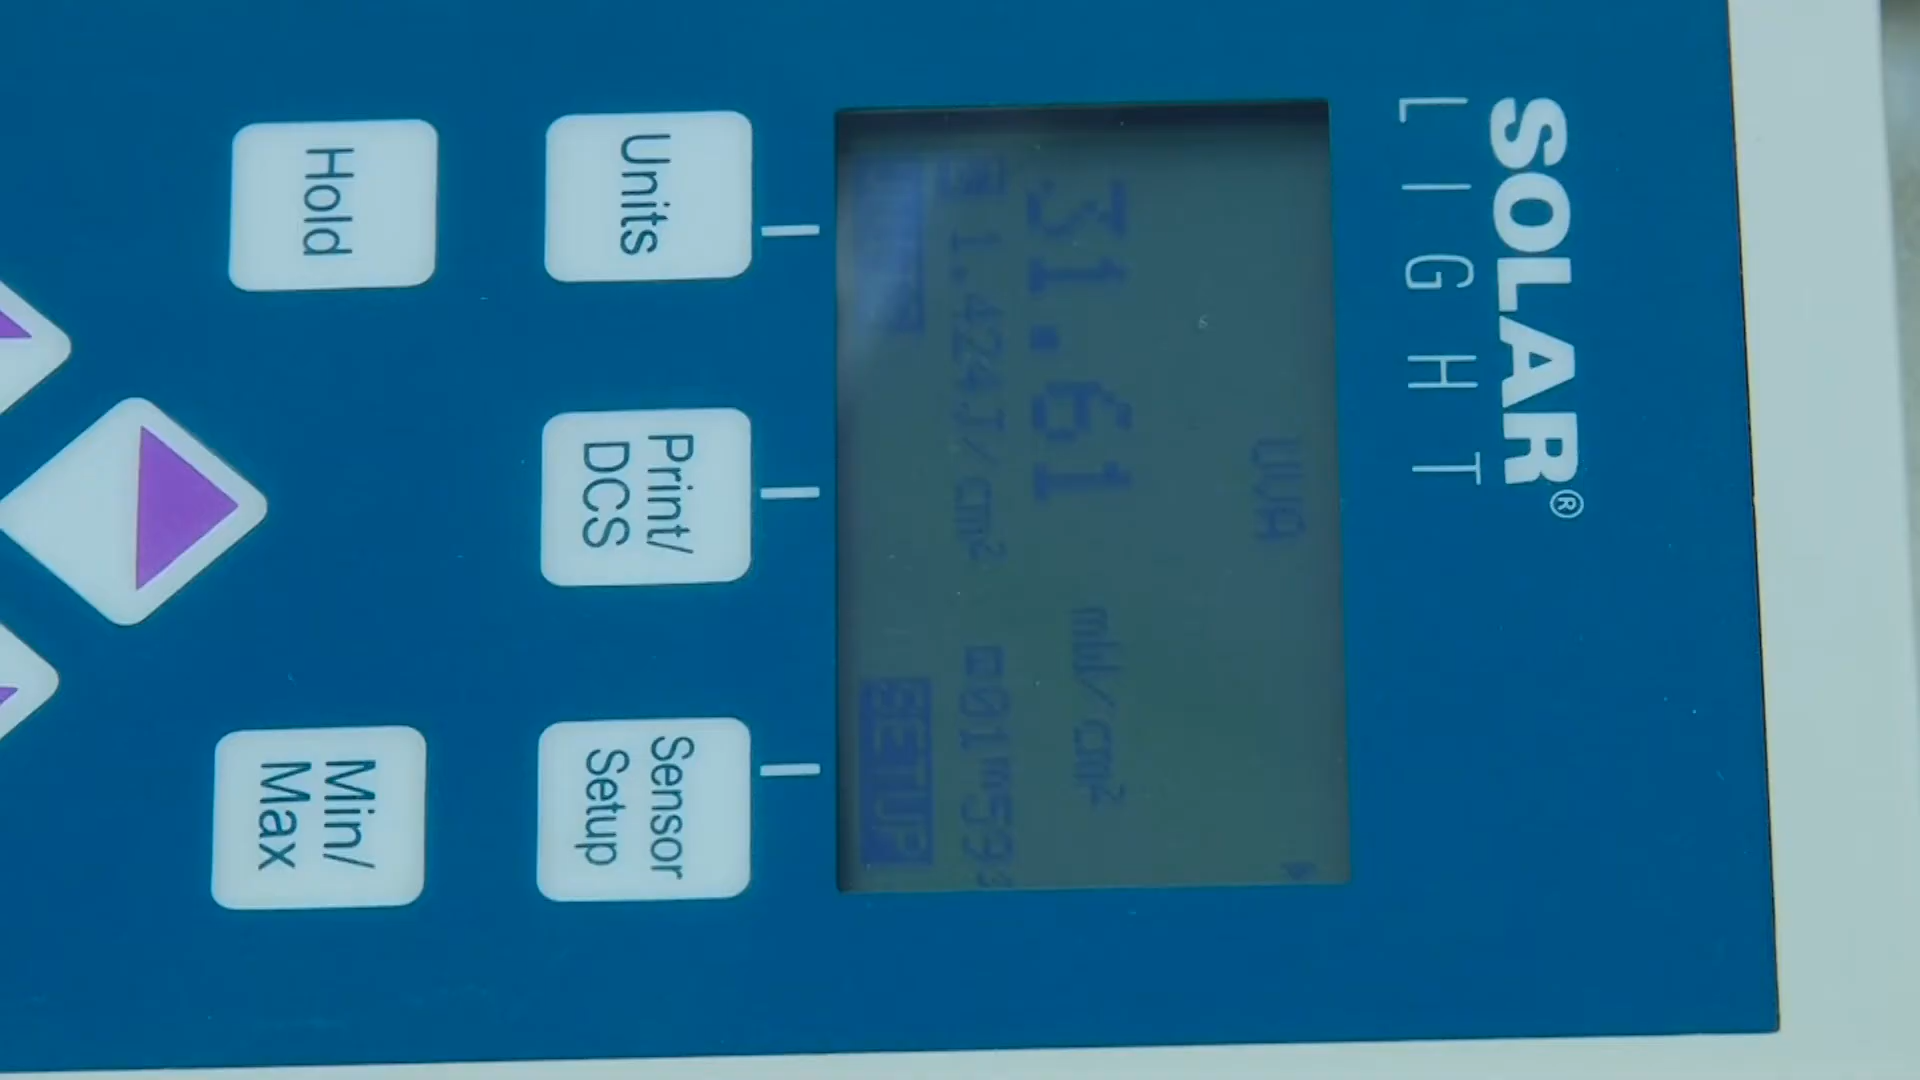 SOLAR®
LIGHT
UVA
31.61 mW/cm²
1.424J/cm² 01m59s
SETUP
Units
Print/
DCS
Sensor
Setup
Hold
Min/
Max